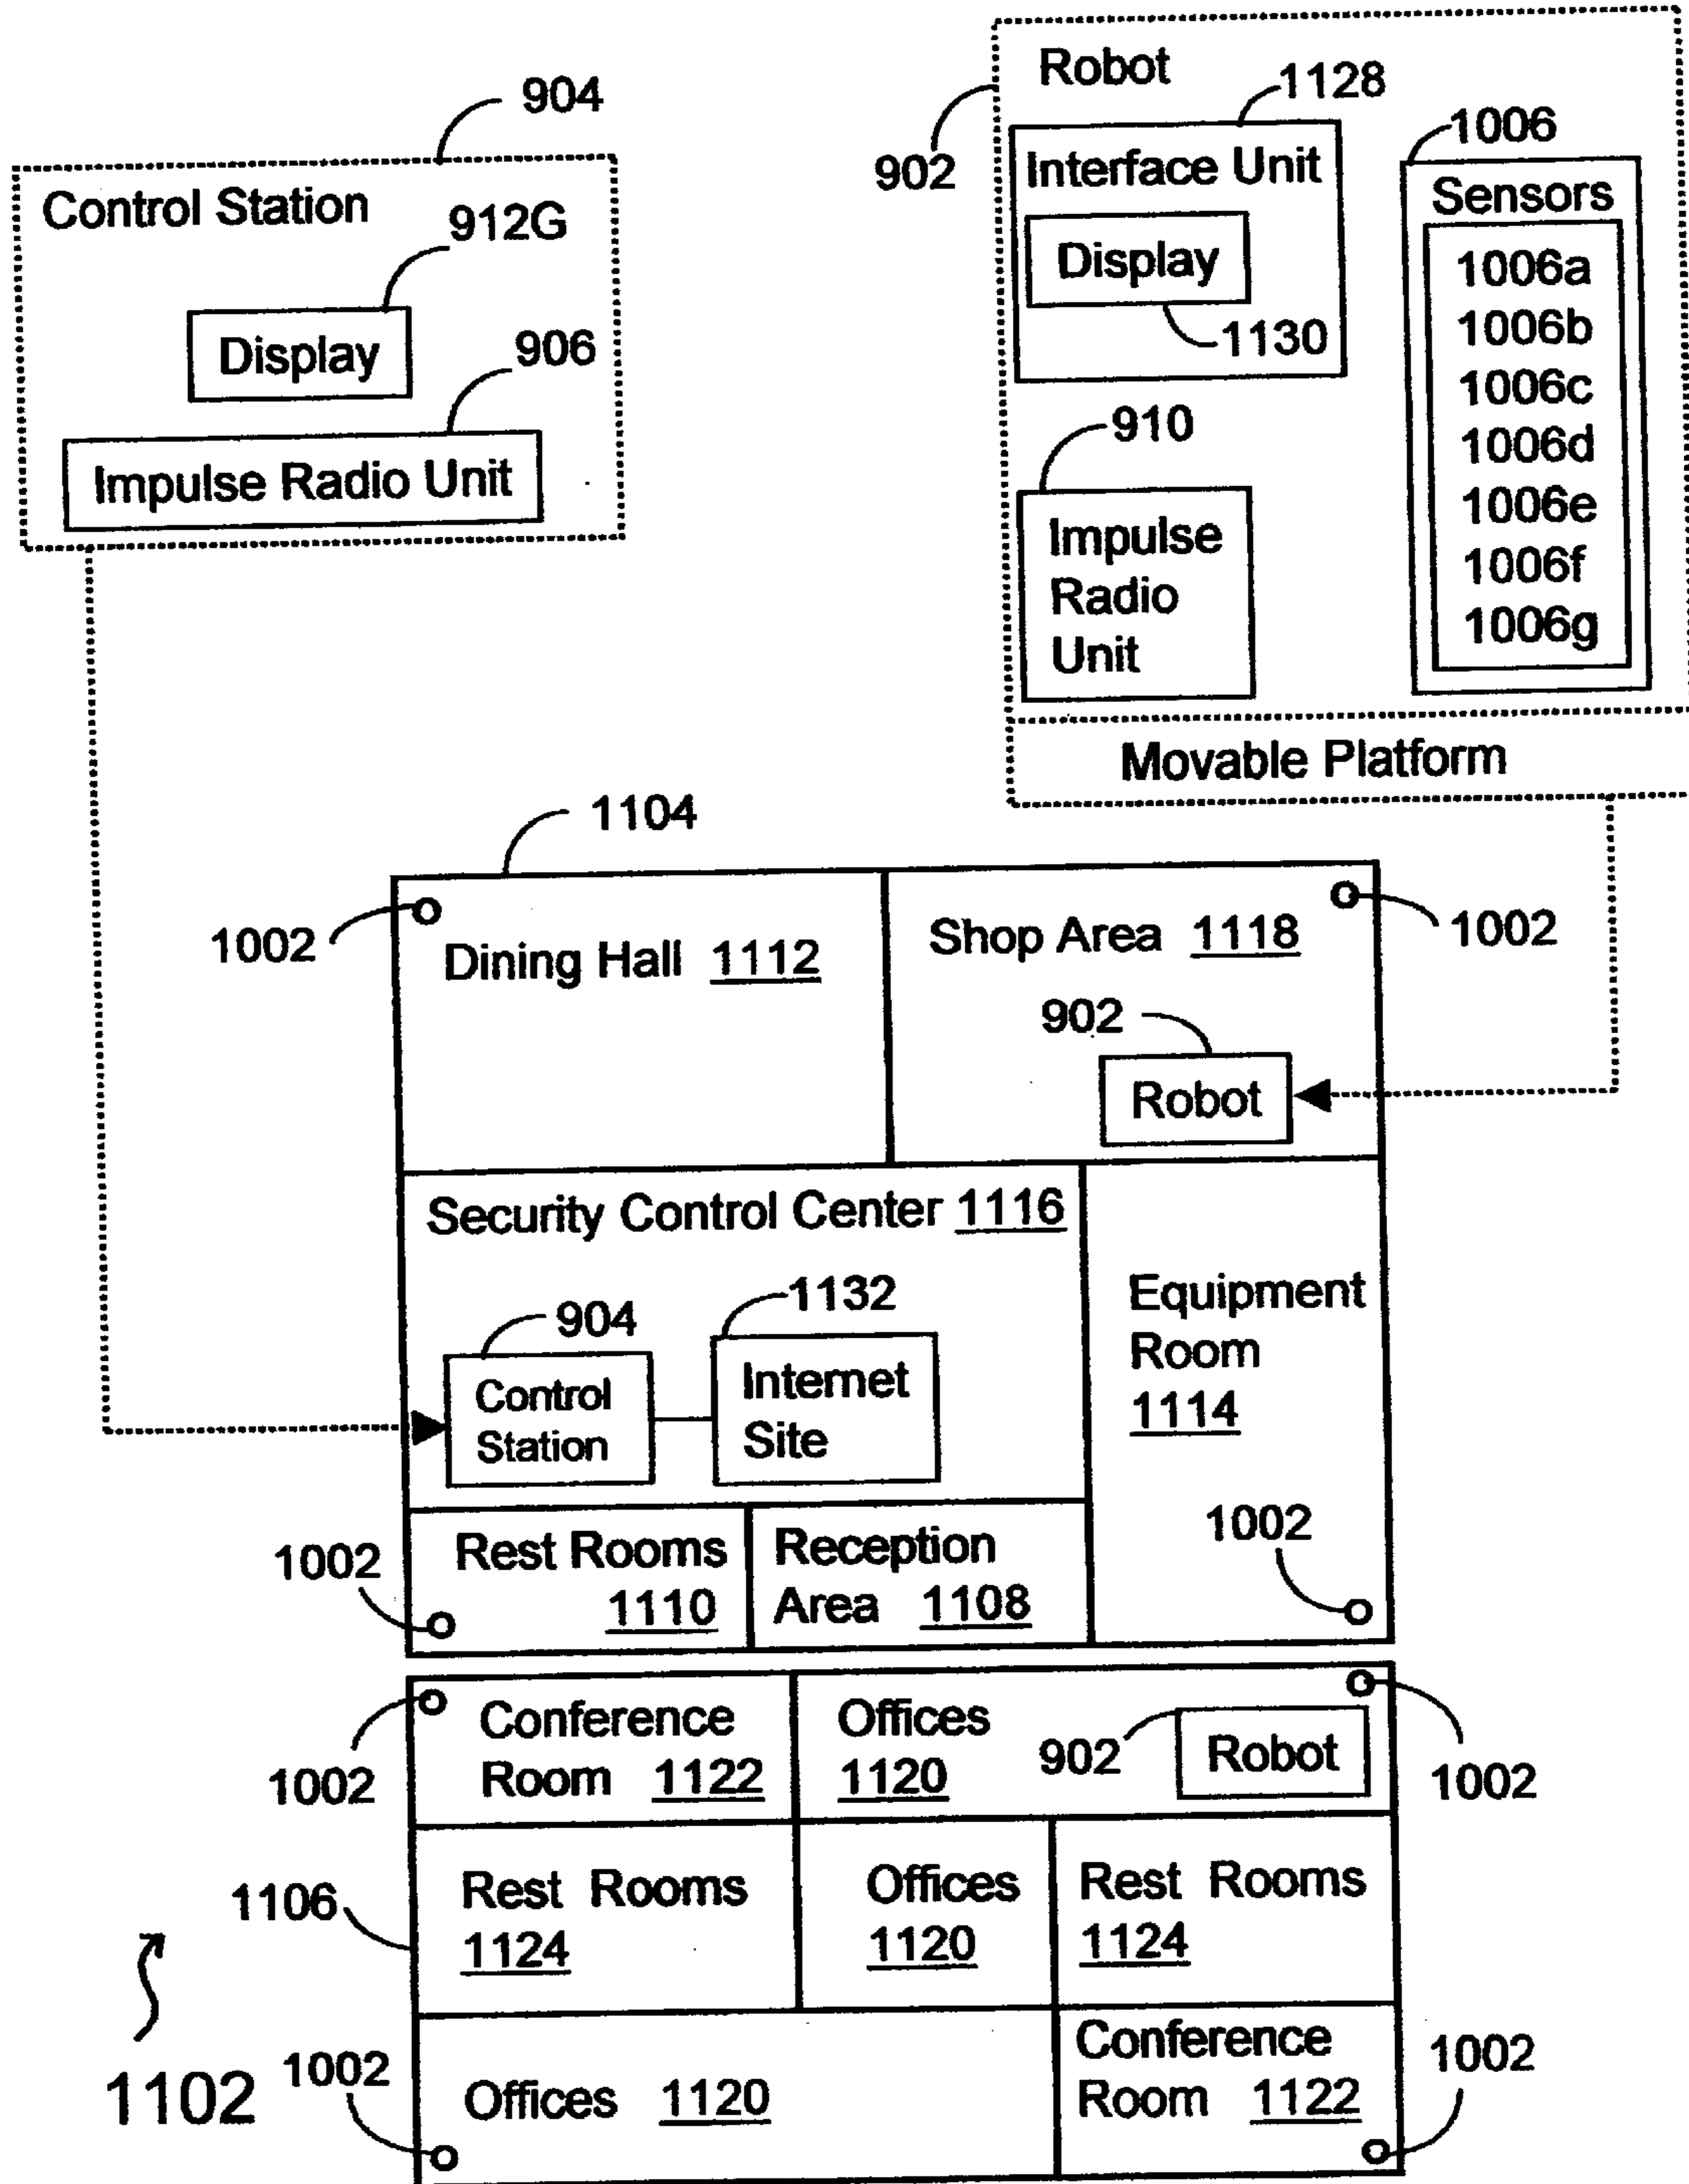 904
Control Station
912G
Display
906
Impulse Radio Unit
Robot
902
1128
Interface Unit
Display
1130
1006
Sensors
1006a
1006b
1006c
1006d
1006e
1006f
1006g
910
Impulse
Radio
Unit
Movable Platform
1104
1002
Dining Hall 1112
Shop Area 1118
1002
902
Robot
Security Control Center 1116
904
Control
Station
1132
Internet
Site
Equipment
Room
1114
1002
Rest Rooms
1110
Reception
Area 1108
1002
1002
Conference
Room 1122
Offices
1120
902
Robot
1002
1106
Rest Rooms
1124
Offices
1120
Rest Rooms
1124
1102
1002
Offices 1120
Conference
Room 1122
1002